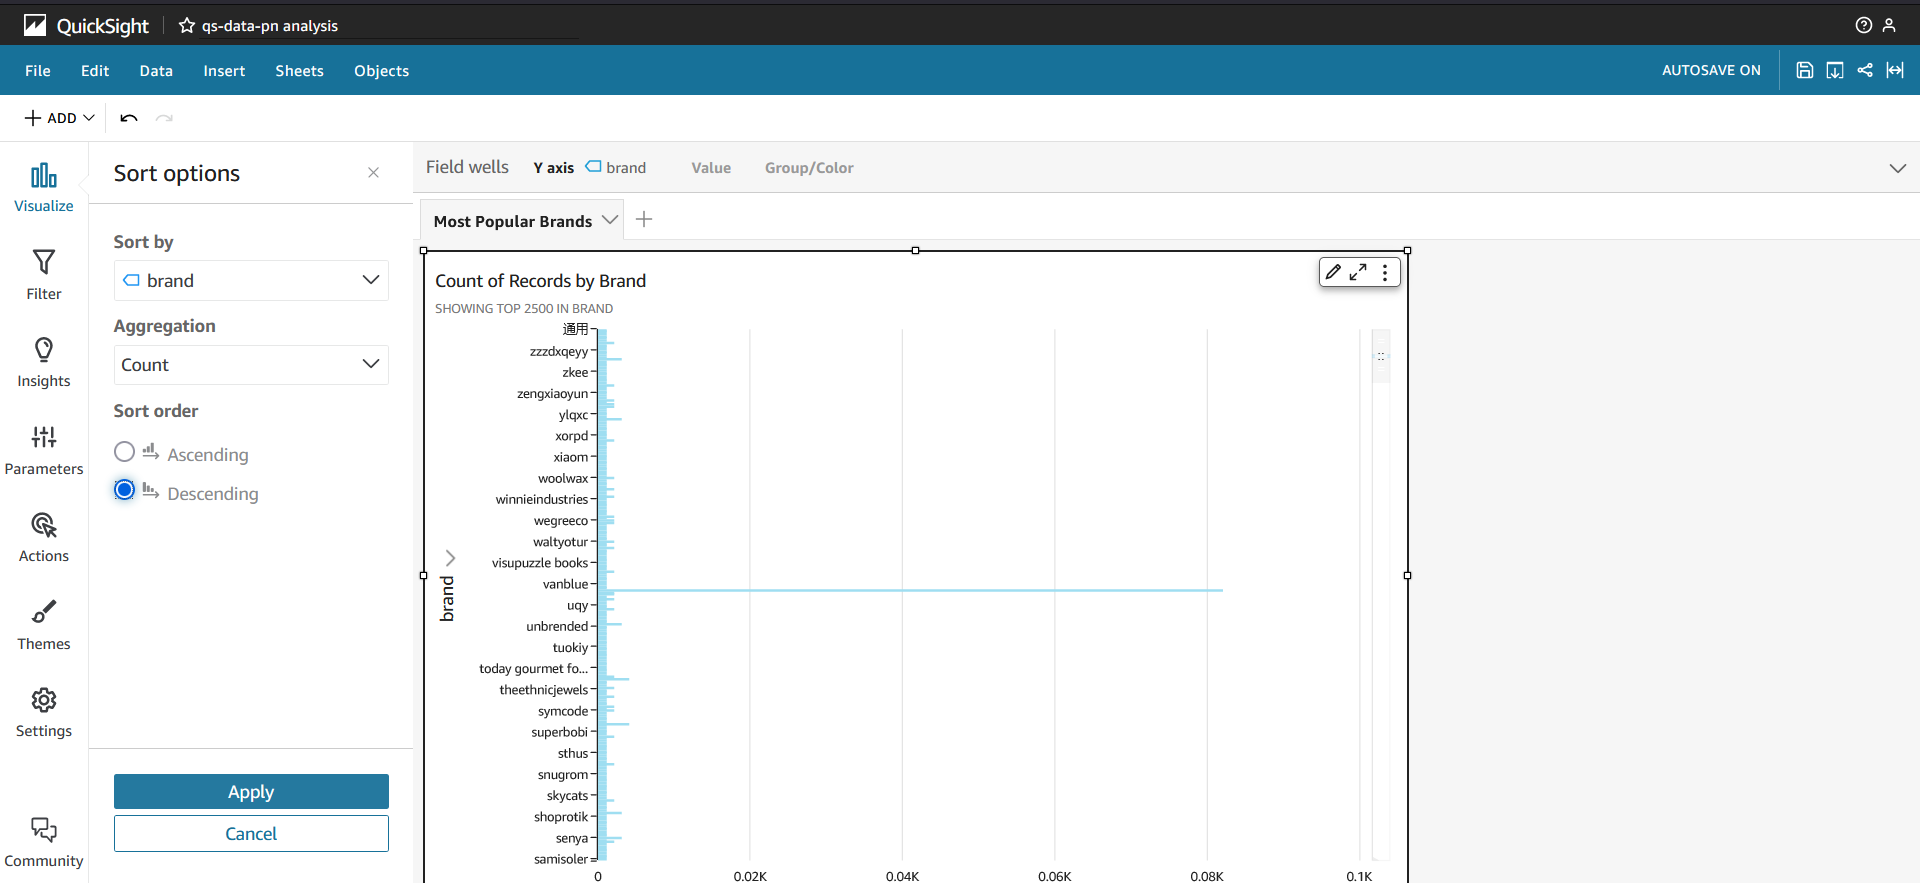 QuickSight
qs-data-pn analysis
File Edit Data Insert Sheets Objects
AUTOSAVE ON
ADD
Visualize
Filter
Insights
Parameters
Actions
Themes
Settings
Community
Sort options
Sort by
brand
Aggregation
Count
Sort order
Ascending
Descending
Apply
Cancel
Field wells Y axis brand Value Group/Color
Most Popular Brands
Count of Records by Brand
SHOWING TOP 2500 IN BRAND
brand
通用
zzzdxqeyy
zkee
zengxiaoyun
ylqxc
xorpd
xiaom
woolwax
winnieindustries
wegreeco
waltyotur
visupuzzle books
vanblue
uqy
unbrended
tuokiy
today gourmet fo...
theethnicjewels
symcode
superbobi
sthus
snugrom
skycats
shoprotik
senya
samisoler
0 0.02K 0.04K 0.06K 0.08K 0.1K